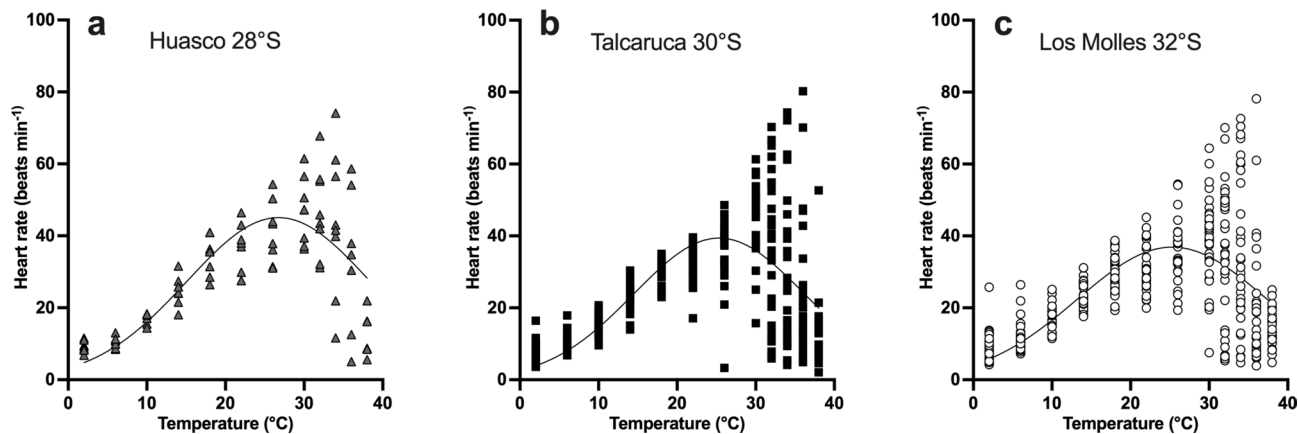 a
Huasco 28°S
Heart rate (beats min⁻¹)
100
80
60
40
20
0
0 10 20 30 40
Temperature (°C)
b
Talcaruca 30°S
Heart rate (beats min⁻¹)
100
80
60
40
20
0
0 10 20 30 40
Temperature (°C)
c
Los Molles 32°S
Heart rate (beats min⁻¹)
100
80
60
40
20
0
0 10 20 30 40
Temperature (°C)